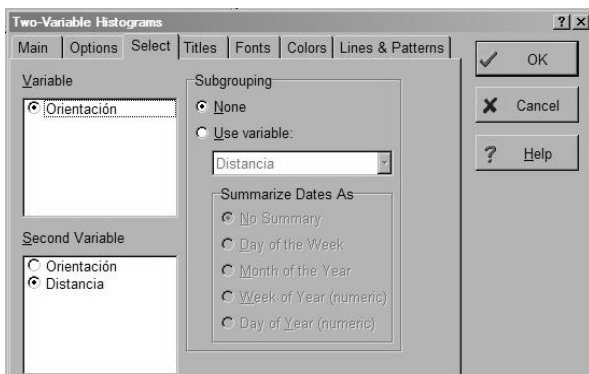 Two-Variable Histograms
Main Options Select Titles Fonts Colors Lines & Patterns
Variable
Orientación
Second Variable
Orientación
Distancia
Subgrouping
None
Use variable:
Distancia
Summarize Dates As
No Summary
Day of the Week
Month of the Year
Week of Year (numeric)
Day of Year (numeric)
OK
Cancel
? Help